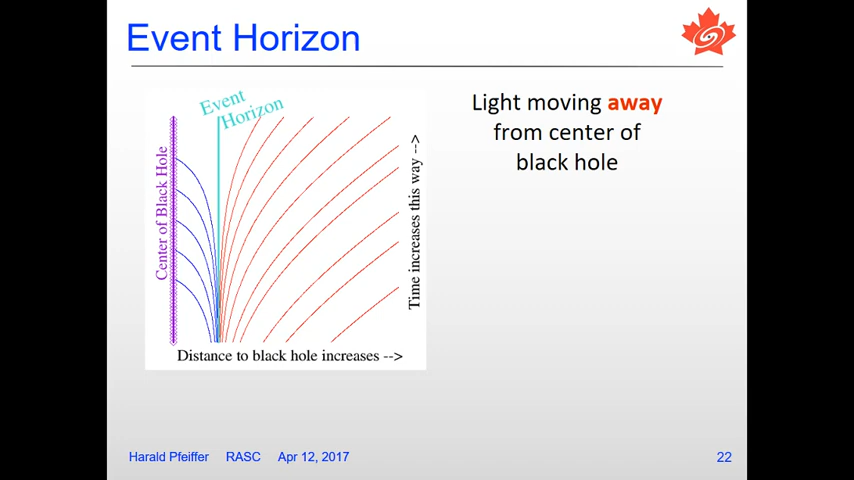 Event Horizon
Event
Horizon
Center of Black Hole
Time increases this way -->
Distance to black hole increases -->
Light moving away
from center of
black hole
Harald Pfeiffer RASC Apr 12, 2017
22